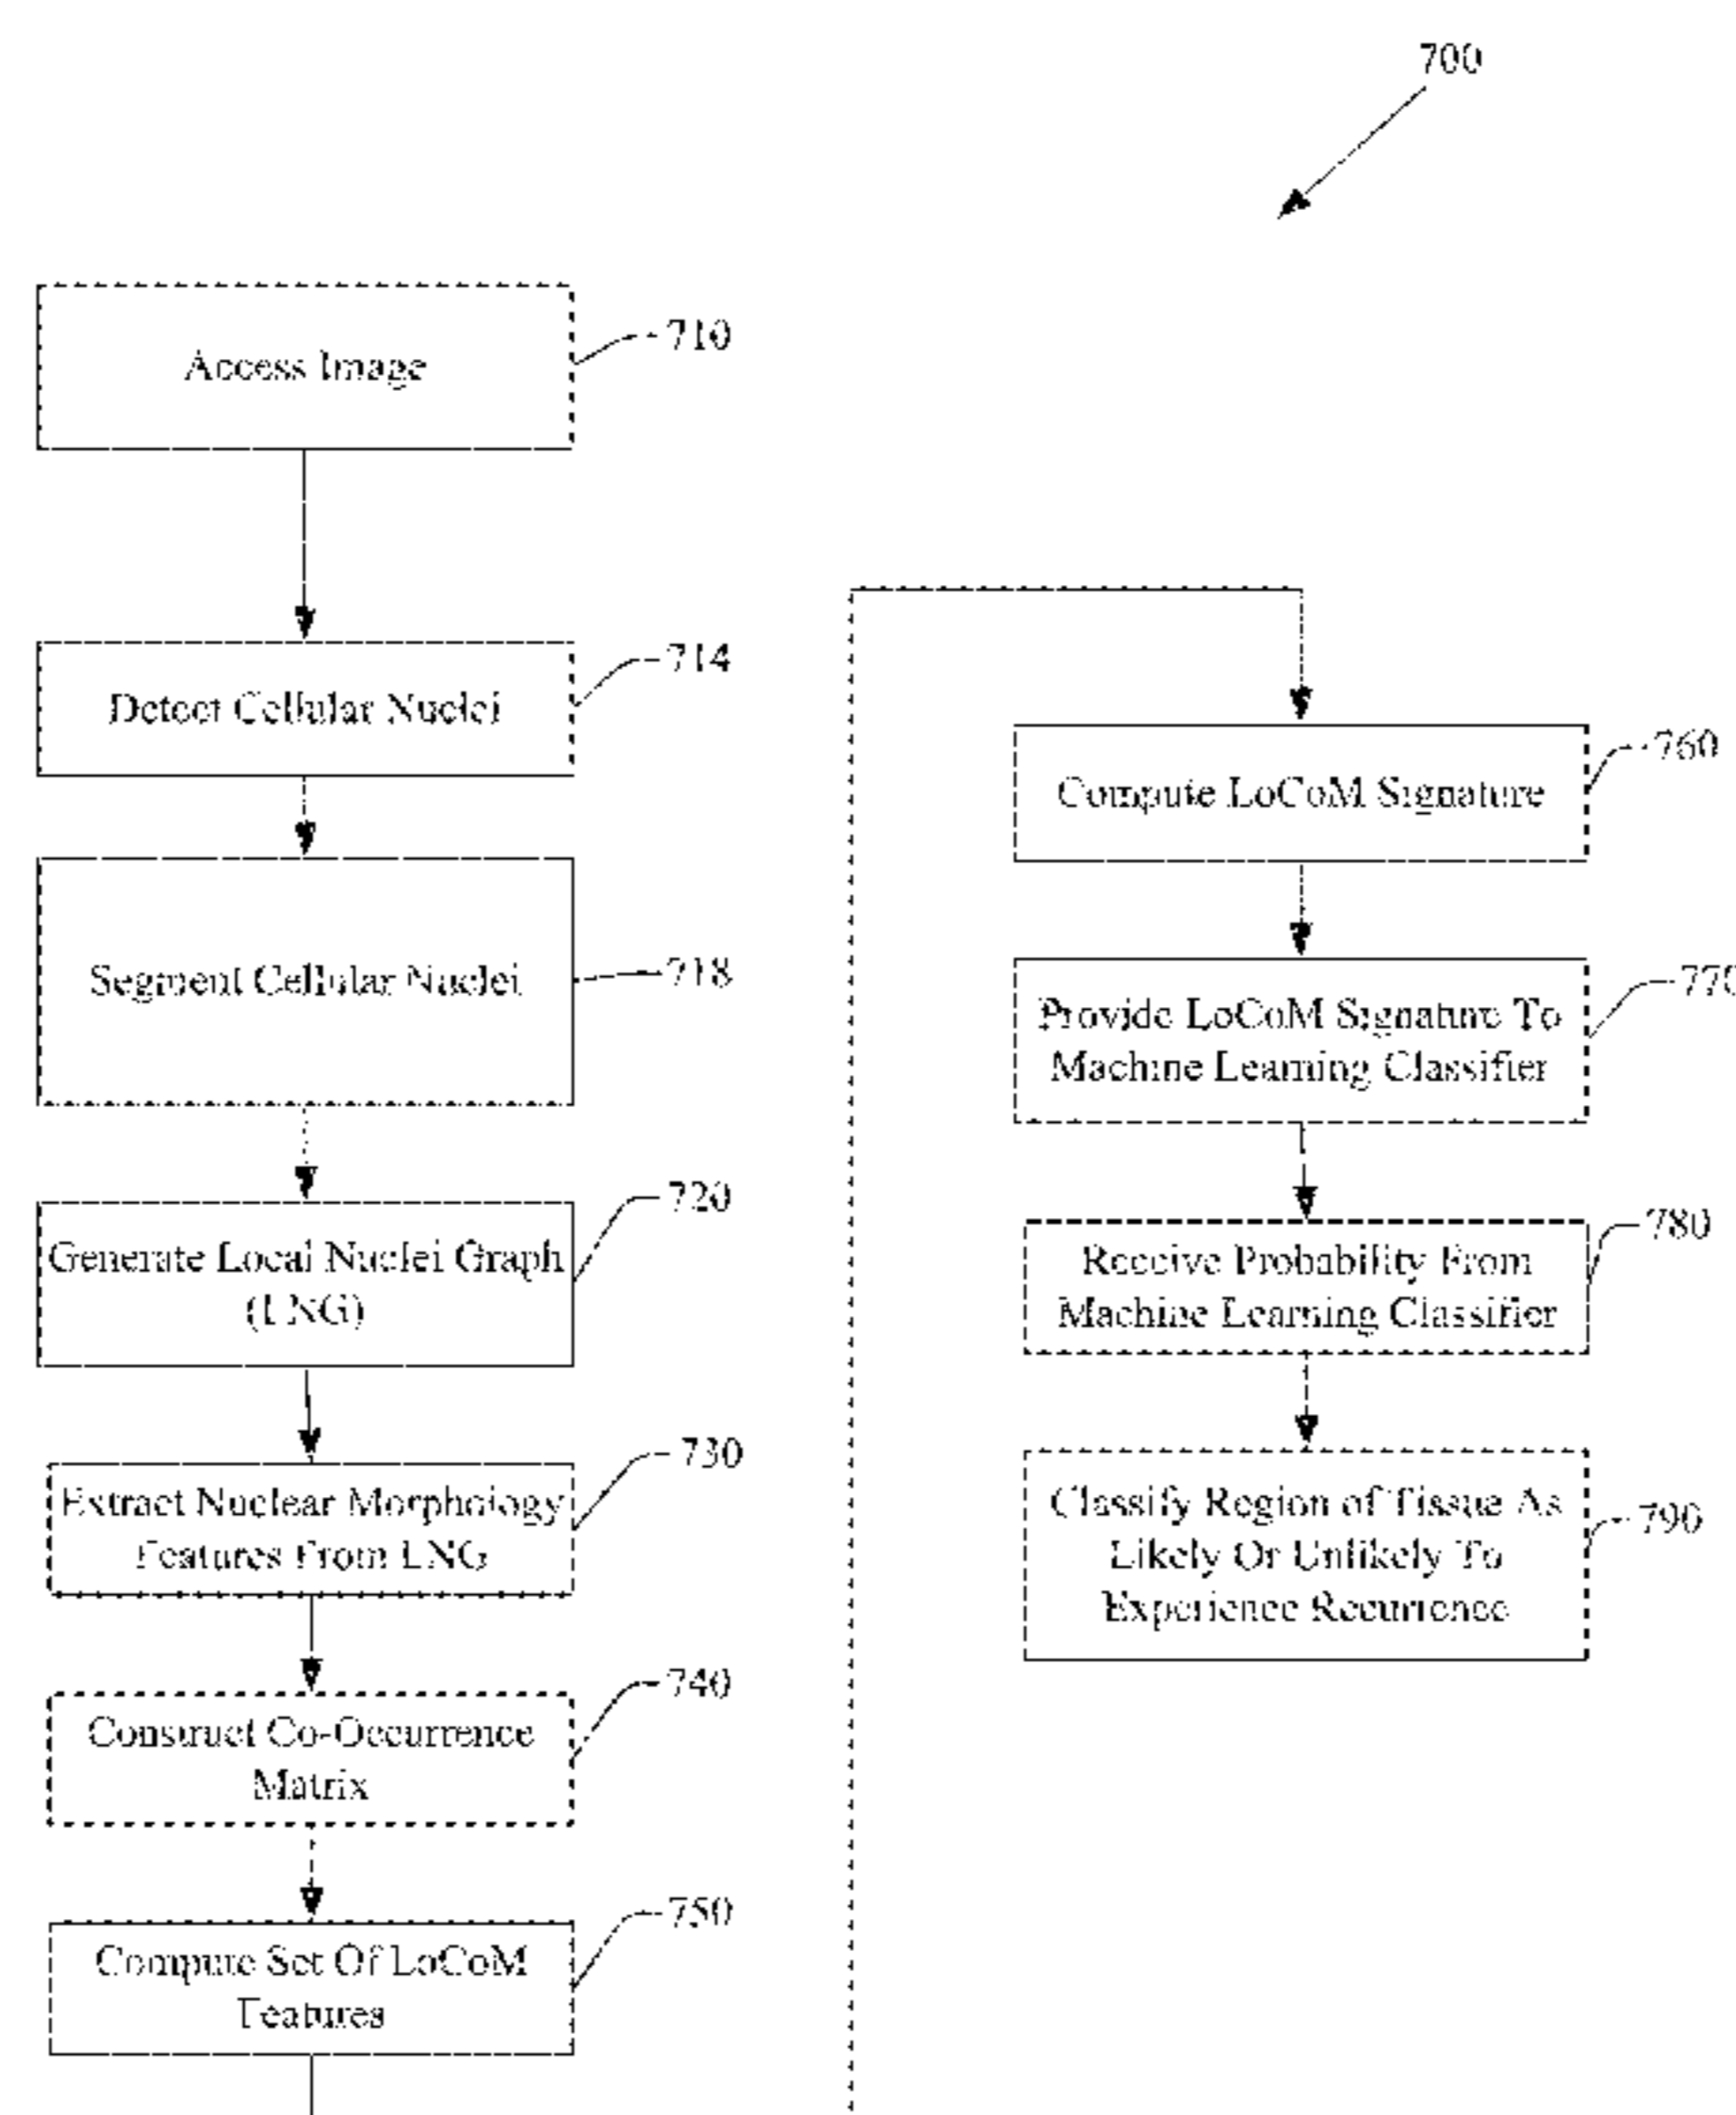 700
Access Image
710
Detect Cellular Nuclei
714
Segment Cellular Nuclei
718
Generate Local Nuclei Graph
(LNG)
720
Extract Nuclear Morphology
Features From LNG
730
Construct Co-Occurrence
Matrix
740
Compute Set Of LoCoM
Features
750
Compute LoCoM Signature
760
Provide LoCoM Signature To
Machine Learning Classifier
770
Receive Probability From
Machine Learning Classifier
780
Classify Region of Tissue As
Likely Or Unlikely To
Experience Recurrence
790